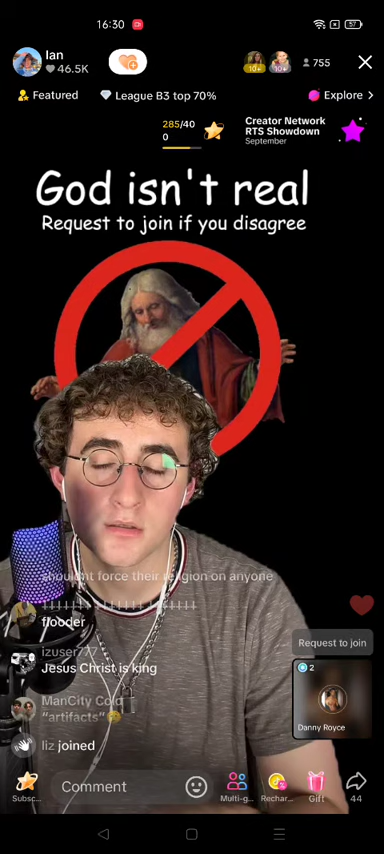 16:30
57
Ian
46.5K
10+
10+
755
Featured
League B3 top 70%
Explore
285/40
0
Creator Network
RTS Showdown
September
God isn't real
Request to join if you disagree
shouldn't force their religion on anyone
flooder
izuser777
Jesus Christ is king
ManCity Cold
“artifacts”
liz joined
Request to join
2
Danny Royce
Comment
Subsc...
Multi-g...
Rechar...
Gift
44